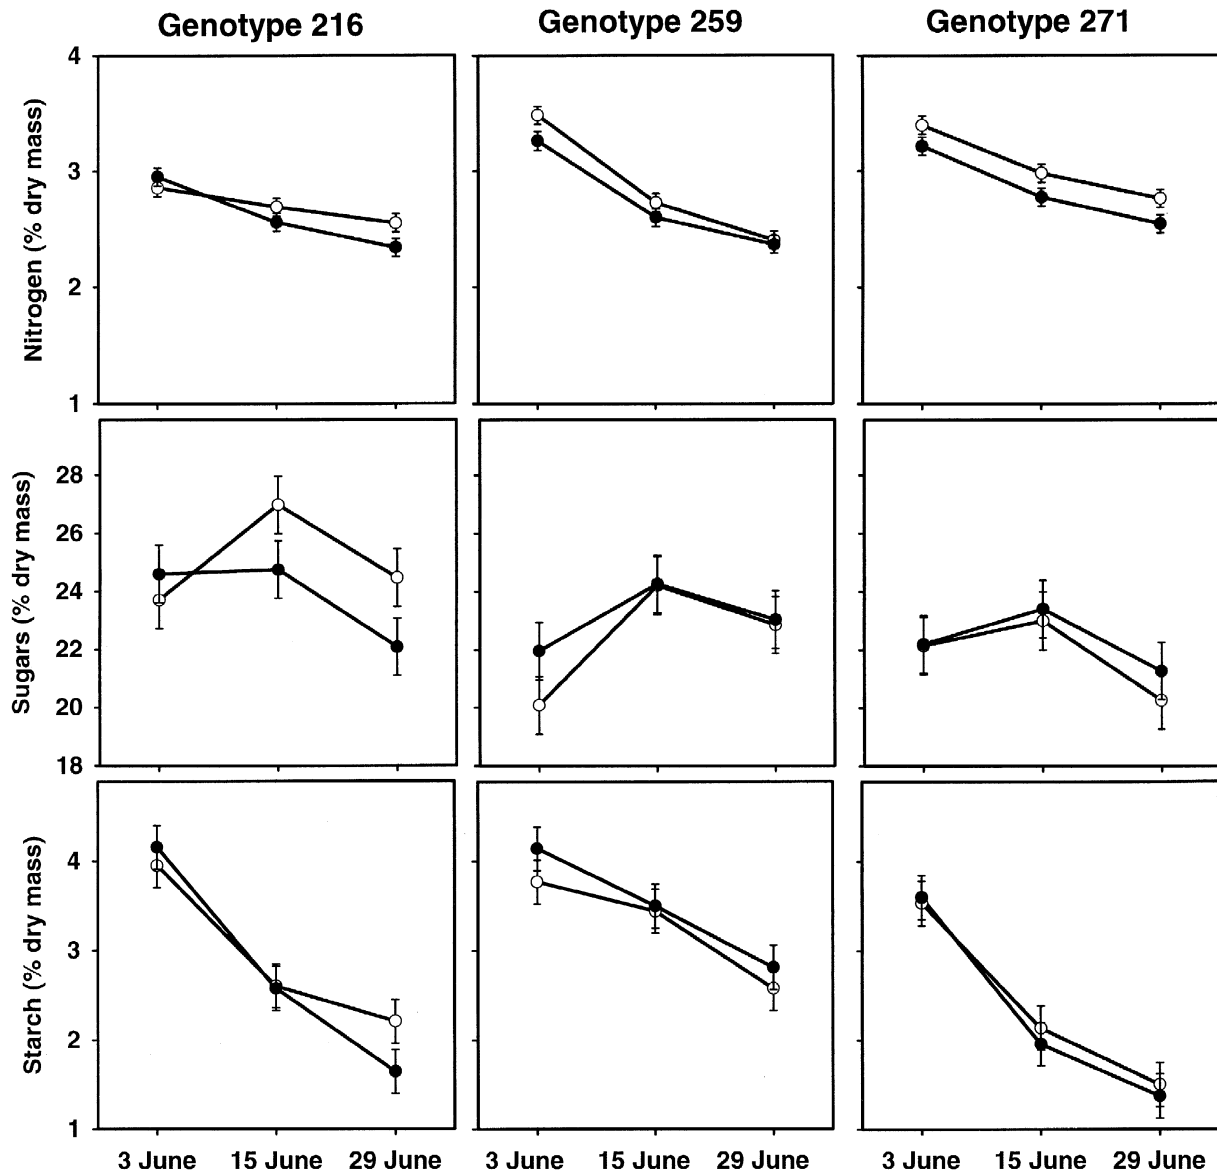 Genotype 216 Genotype 259 Genotype 271
Nitrogen (% dry mass)
4
3
2
1
Sugars (% dry mass)
28
26
24
22
20
18
Starch (% dry mass)
4
3
2
1
3 June 15 June 29 June 3 June 15 June 29 June 3 June 15 June 29 June